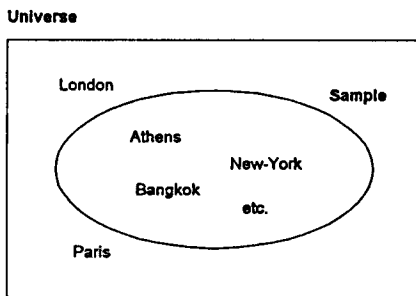 Universe
London
Sample
Athens
New-York
Bangkok
etc.
Paris